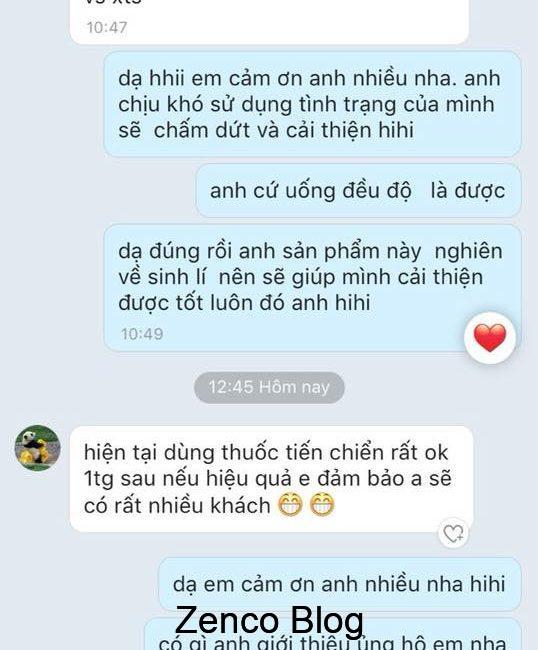 10:47
dạ hhii em cảm ơn anh nhiều nha. anh
chịu khó sử dụng tình trạng của mình
sẽ chấm dứt và cải thiện hihi
anh cứ uống đều độ là được
dạ đúng rồi anh sản phẩm này nghiên
về sinh lí nên sẽ giúp mình cải thiện
được tốt luôn đó anh hihi
10:49
12:45 Hôm nay
hiện tại dùng thuốc tiến chiển rất ok
1tg sau nếu hiệu quả e đảm bảo a sẽ
có rất nhiều khách 😁 😁
dạ em cảm ơn anh nhiều nha hihi
Zenco Blog
có gì anh giới thiệu ủng hộ em nha